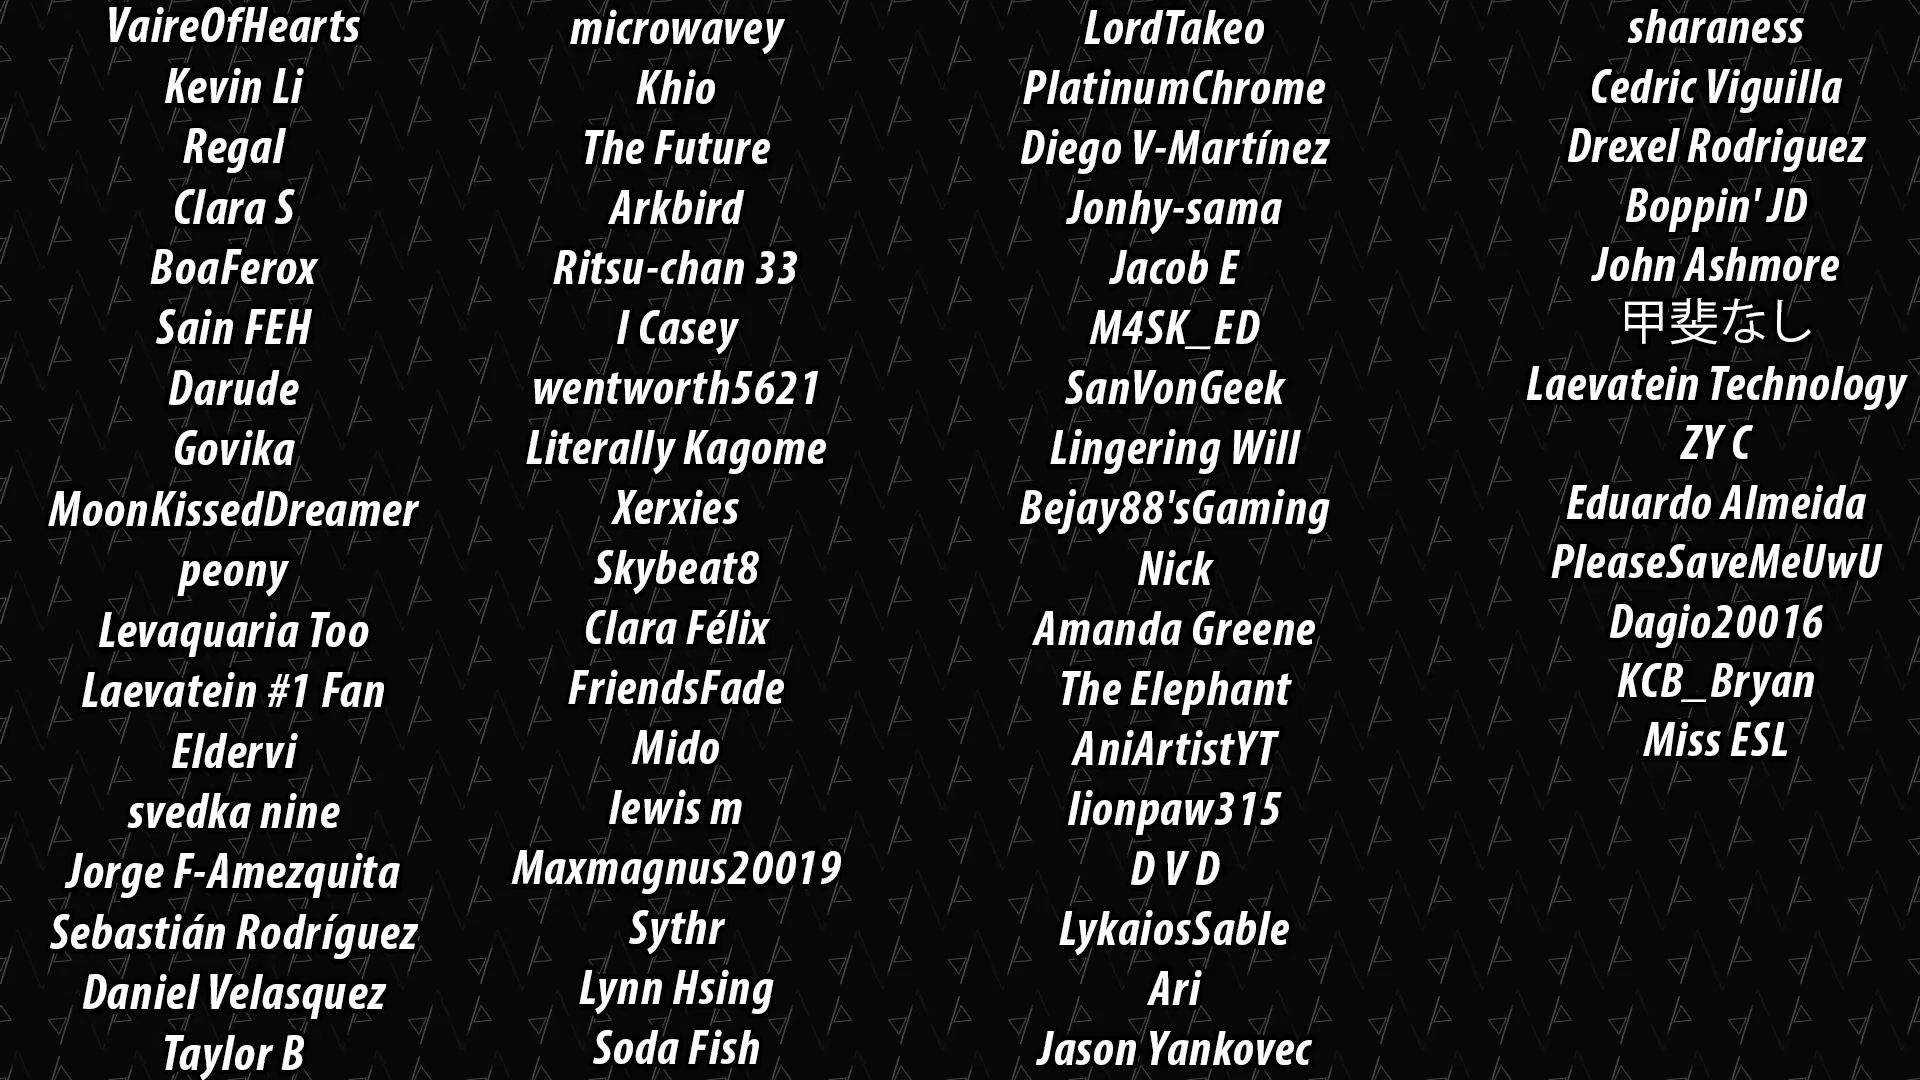 VaireOfHearts
Kevin Li
Regal
Clara S
BoaFerox
Sain FEH
Darude
Govika
MoonKissedDreamer
peony
Levaquaria Too
Laevatein #1 Fan
Eldervi
svedka nine
Jorge F-Amezquita
Sebastián Rodríguez
Daniel Velasquez
Taylor B
microwavey
Khio
The Future
Arkbird
Ritsu-chan 33
I Casey
wentworth5621
Literally Kagome
Xerxies
Skybeat8
Clara Félix
FriendsFade
Mido
lewis m
Maxmagnus20019
Sythr
Lynn Hsing
Soda Fish
LordTakeo
PlatinumChrome
Diego V-Martínez
Jonhy-sama
Jacob E
M4SK_ED
SanVonGeek
Lingering Will
Bejay88'sGaming
Nick
Amanda Greene
The Elephant
AniArtistYT
lionpaw315
D V D
LykaiosSable
Ari
Jason Yankovec
sharaness
Cedric Viguilla
Drexel Rodriguez
Boppin' JD
John Ashmore
甲斐なし
Laevatein Technology
ZY C
Eduardo Almeida
PleaseSaveMeUwU
Dagio20016
KCB_Bryan
Miss ESL